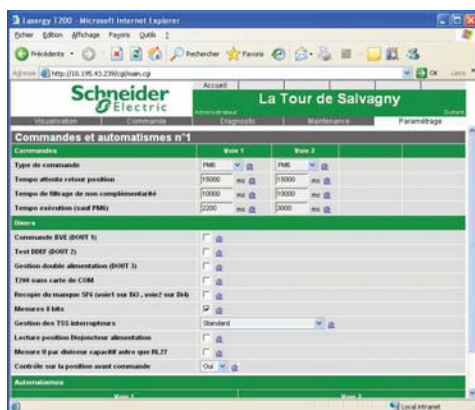 Easergy T200 - Microsoft Internet Explorer
Fichier Edition Affichage Favoris Outils ?
Précédente Rechercher Favoris
Adresse http://10.195.43.239/cgi/main.cgi OK Liens
Schneider Electric
Accueil
La Tour de Salvagny
Administrateur Distant
Visualisation Commande Diagnostic Maintenance Paramétrage
Commandes et automatismes n°1
Commandes Voie 1 Voie 2
Type de commande PM6 PM6
Tempo attente retour position 15000 ms 15000 ms
Tempo de filtrage de non complémentarité 10000 ms 10000 ms
Tempo exécution (sauf PM6) 2200 ms 3000 ms
Divers
Commande BVE (DOUT 1)
Test DDEF (DOUT 2)
Gestion double alimentation (DOUT 3)
T200 sans carte de COM
Recopie du manque SF6 (voie1 sur DI3 , voie2 sur DI4)
Mesures 8 bits
Gestion des TSS interrupteurs Standard
Lecture position Disjoncteur alimentation
Mesure U par diviseur capacitif autre que RL27
Contrôle sur la position avant commande Oui
Automatismes
Voie 1 Voie 2
Local intranet